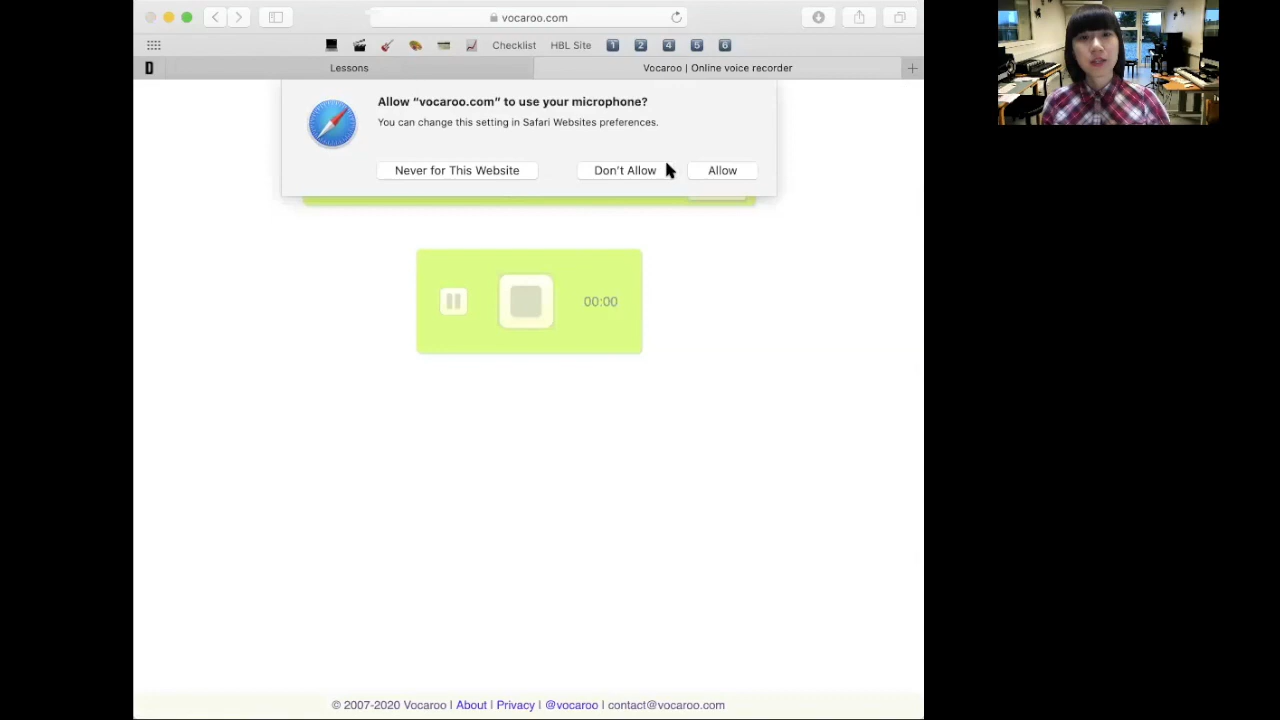 vocaroo.com
Checklist HBL Site 1 2 4 5 6
Lessons Vocaroo | Online voice recorder
Allow “vocaroo.com” to use your microphone?
You can change this setting in Safari Websites preferences.
Never for This Website Don't Allow Allow
00:00
© 2007-2020 Vocaroo | About | Privacy | @vocaroo | contact@vocaroo.com